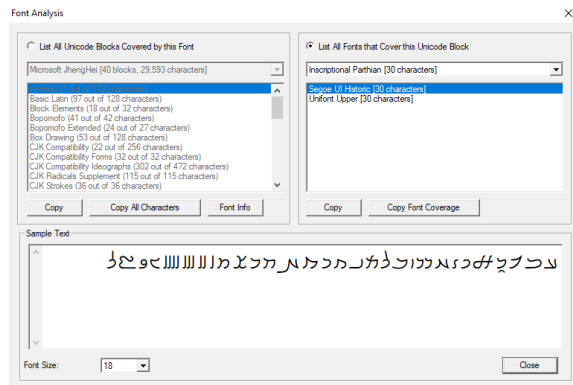 Font Analysis
List All Unicode Blocks Covered by this Font
Microsoft JhengHei [40 blocks, 29,593 characters]
Basic Latin (97 out of 128 characters)
Block Elements (18 out of 32 characters)
Bopomofo (41 out of 42 characters)
Bopomofo Extended (24 out of 27 characters)
Box Drawing (53 out of 128 characters)
CJK Compatibility (22 out of 256 characters)
CJK Compatibility Forms (32 out of 32 characters)
CJK Compatibility Ideographs (302 out of 472 characters)
CJK Radicals Supplement (115 out of 115 characters)
CJK Strokes (36 out of 36 characters)
Copy Copy All Characters Font Info
List All Fonts that Cover this Unicode Block
Inscriptional Parthian [30 characters]
Segoe UI Historic [30 characters]
Unifont Upper [30 characters]
Copy Copy Font Coverage
Sample Text
𐭀𐭁𐭂𐭃𐭄𐭅𐭆𐭇𐭈𐭉𐭊𐭋𐭌𐭍𐭎𐭏𐭐𐭑𐭒𐭓𐭔𐭕𐭘𐭙𐭚𐭛𐭜𐭝𐭞𐭟
Font Size: 18
Close